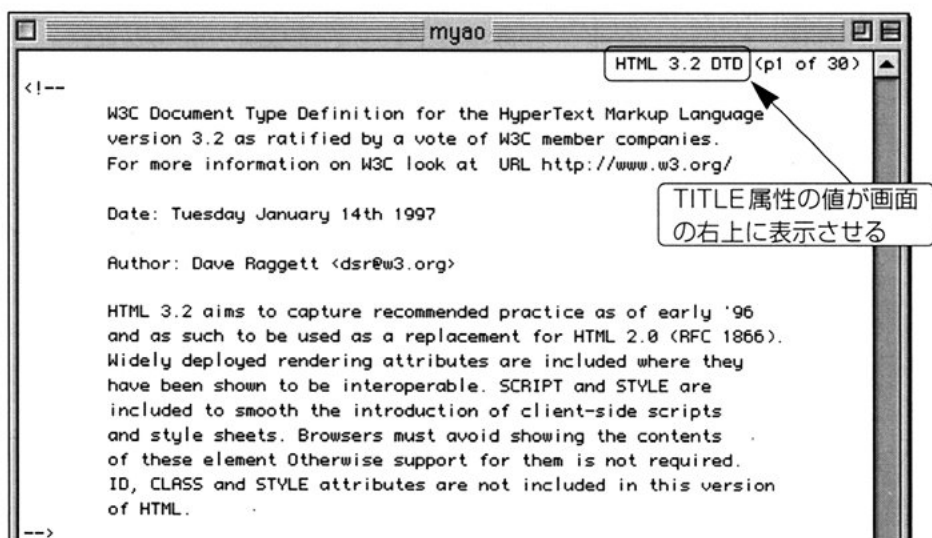 myao
HTML 3.2 DTD (p1 of 30)
<!--
W3C Document Type Definition for the HyperText Markup Language
version 3.2 as ratified by a vote of W3C member companies.
For more information on W3C look at URL http://www.w3.org/
TITLE属性の値が画面
の右上に表示させる
Date: Tuesday January 14th 1997
Author: Dave Raggett <dsr@w3.org>
HTML 3.2 aims to capture recommended practice as of early '96
and as such to be used as a replacement for HTML 2.0 (RFC 1866).
Widely deployed rendering attributes are included where they
have been shown to be interoperable. SCRIPT and STYLE are
included to smooth the introduction of client-side scripts
and style sheets. Browsers must avoid showing the contents
of these element Otherwise support for them is not required.
ID, CLASS and STYLE attributes are not included in this version
of HTML.
-->